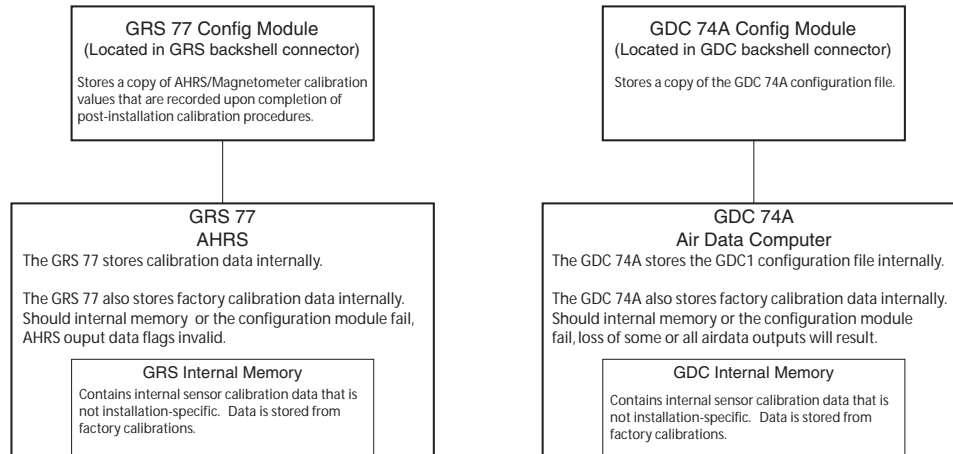 GRS 77 Config Module
(Located in GRS backshell connector)
Stores a copy of AHRS/Magnetometer calibration
values that are recorded upon completion of
post-installation calibration procedures.
GRS 77
AHRS
The GRS 77 stores calibration data internally.
The GRS 77 also stores factory calibration data internally.
Should internal memory or the configuration module fail,
AHRS ouput data flags invalid.
GRS Internal Memory
Contains internal sensor calibration data that is
not installation-specific. Data is stored from
factory calibrations.
GDC 74A Config Module
(Located in GDC backshell connector)
Stores a copy of the GDC 74A configuration file.
GDC 74A
Air Data Computer
The GDC 74A stores the GDC1 configuration file internally.
The GDC 74A also stores factory calibration data internally.
Should internal memory or the configuration module
fail, loss of some or all airdata outputs will result.
GDC Internal Memory
Contains internal sensor calibration data that is
not installation-specific. Data is stored from
factory calibrations.